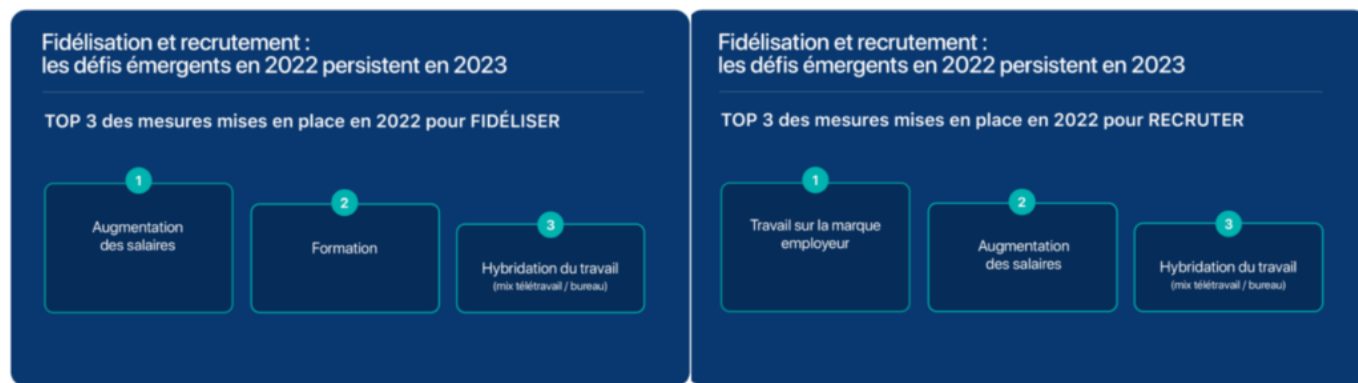 Fidélisation et recrutement :
les défis émergents en 2022 persistent en 2023
TOP 3 des mesures mises en place en 2022 pour FIDÉLISER
1
Augmentation
des salaires
2
Formation
3
Hybridation du travail
(mix télétravail / bureau)
Fidélisation et recrutement :
les défis émergents en 2022 persistent en 2023
TOP 3 des mesures mises en place en 2022 pour RECRUTER
1
Travail sur la marque
employeur
2
Augmentation
des salaires
3
Hybridation du travail
(mix télétravail / bureau)